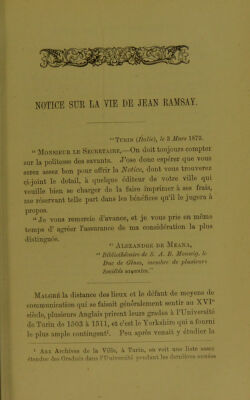 NOTICE SUR LA VIE DE JEAN RAMSAY.
"TURIN (Italie), le 3 Mars 1872.
"MONSIEUR LE SECRETAIRE,—On doit toujours compter
sur la politesse des savants. J'ose donc espérer que vous
serez assez bon pour offrir la Notice, dont vous trouverez
ci-joint le detail, à quelque éditeur de votre ville qui
veuille bien se charger de la faire imprimer à ses frais,
me réservant telle part dans les bénéfices qu'il le jugera à
propos.
"Je vous remercie d'avance, et je vous prie en même
temps d' agréer l'assurance de ma considération la plus
distinguée.
"ALEXANDRE DE MEANA,
"Bibliothécaire de S. A. R. Monseig. le
Duc de Gênes, membre de plusieurs
Sociétés savantes."
MALGRÉ la distance des lieux et le défaut de moyens de
communication qui se faisait généralement sentir au XVIe
siècle, plusieurs Anglais prirent leurs grades à l'Université
de Turin de 1503 à 1511, et c'est le Yorkshire qui a fourni
le plus ample contingent¹. Peu après venait y étudier la
¹ Aux Archives de la Ville, à Turin, on voit une liste assez
étendue des Gradués dans l'Université pendant les dernières années